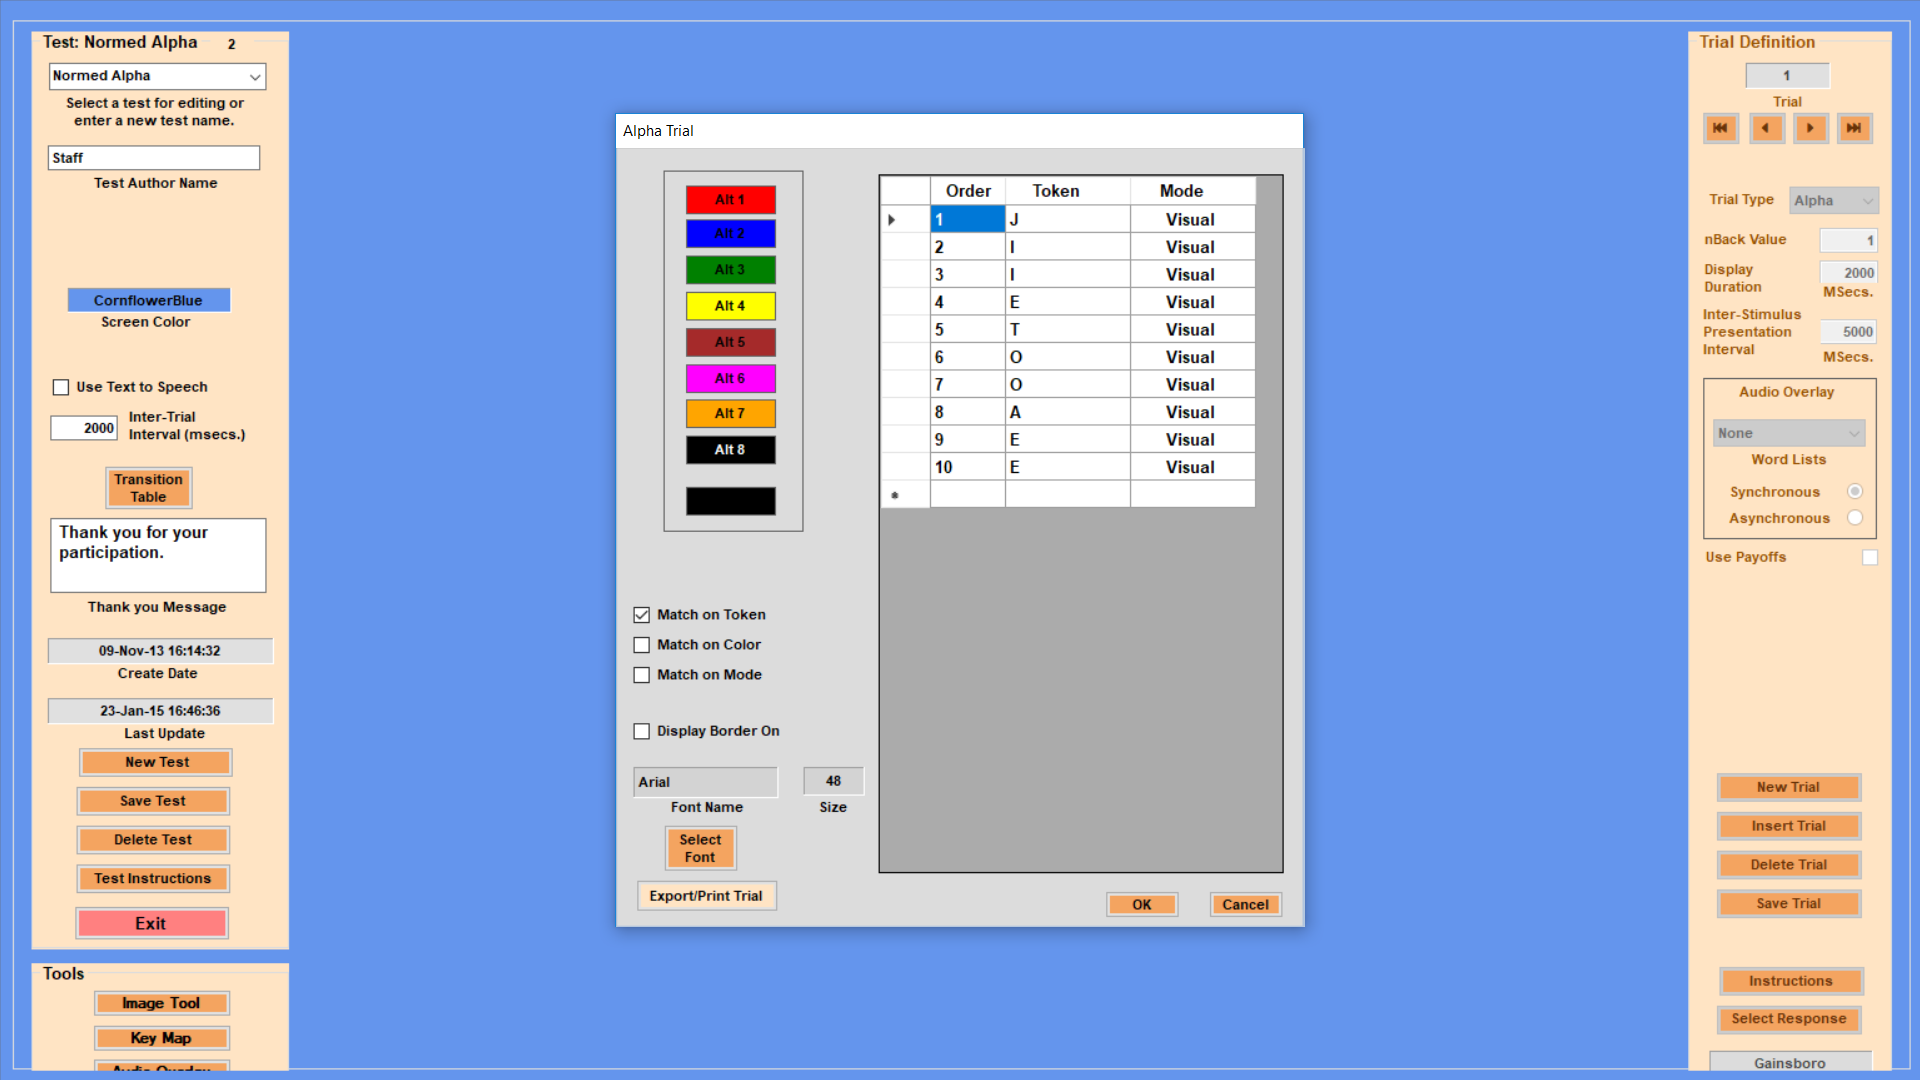 Test: Normed Alpha 2
Normed Alpha
Select a test for editing or
enter a new test name.
Staff
Test Author Name
CornflowerBlue
Screen Color
Use Text to Speech
2000
Inter-Trial
Interval (msecs.)
Transition
Table
Thank you for your
participation.
Thank you Message
09-Nov-13 16:14:32
Create Date
23-Jan-15 16:46:36
Last Update
New Test
Save Test
Delete Test
Test Instructions
Exit
Tools
Image Tool
Key Map
Audio Overlay
Alpha Trial
Alt 1
Alt 2
Alt 3
Alt 4
Alt 5
Alt 6
Alt 7
Alt 8
Match on Token
Match on Color
Match on Mode
Display Border On
Arial
Font Name
48
Size
Select
Font
Export/Print Trial
Order Token Mode
1 J Visual
2 I Visual
3 I Visual
4 E Visual
5 T Visual
6 O Visual
7 O Visual
8 A Visual
9 E Visual
10 E Visual
*
OK
Cancel
Trial Definition
1
Trial
Trial Type Alpha
nBack Value 1
Display
Duration
2000
MSecs.
Inter-Stimulus
Presentation
Interval
5000
MSecs.
Audio Overlay
None
Word Lists
Synchronous
Asynchronous
Use Payoffs
New Trial
Insert Trial
Delete Trial
Save Trial
Instructions
Select Response
Gainsboro